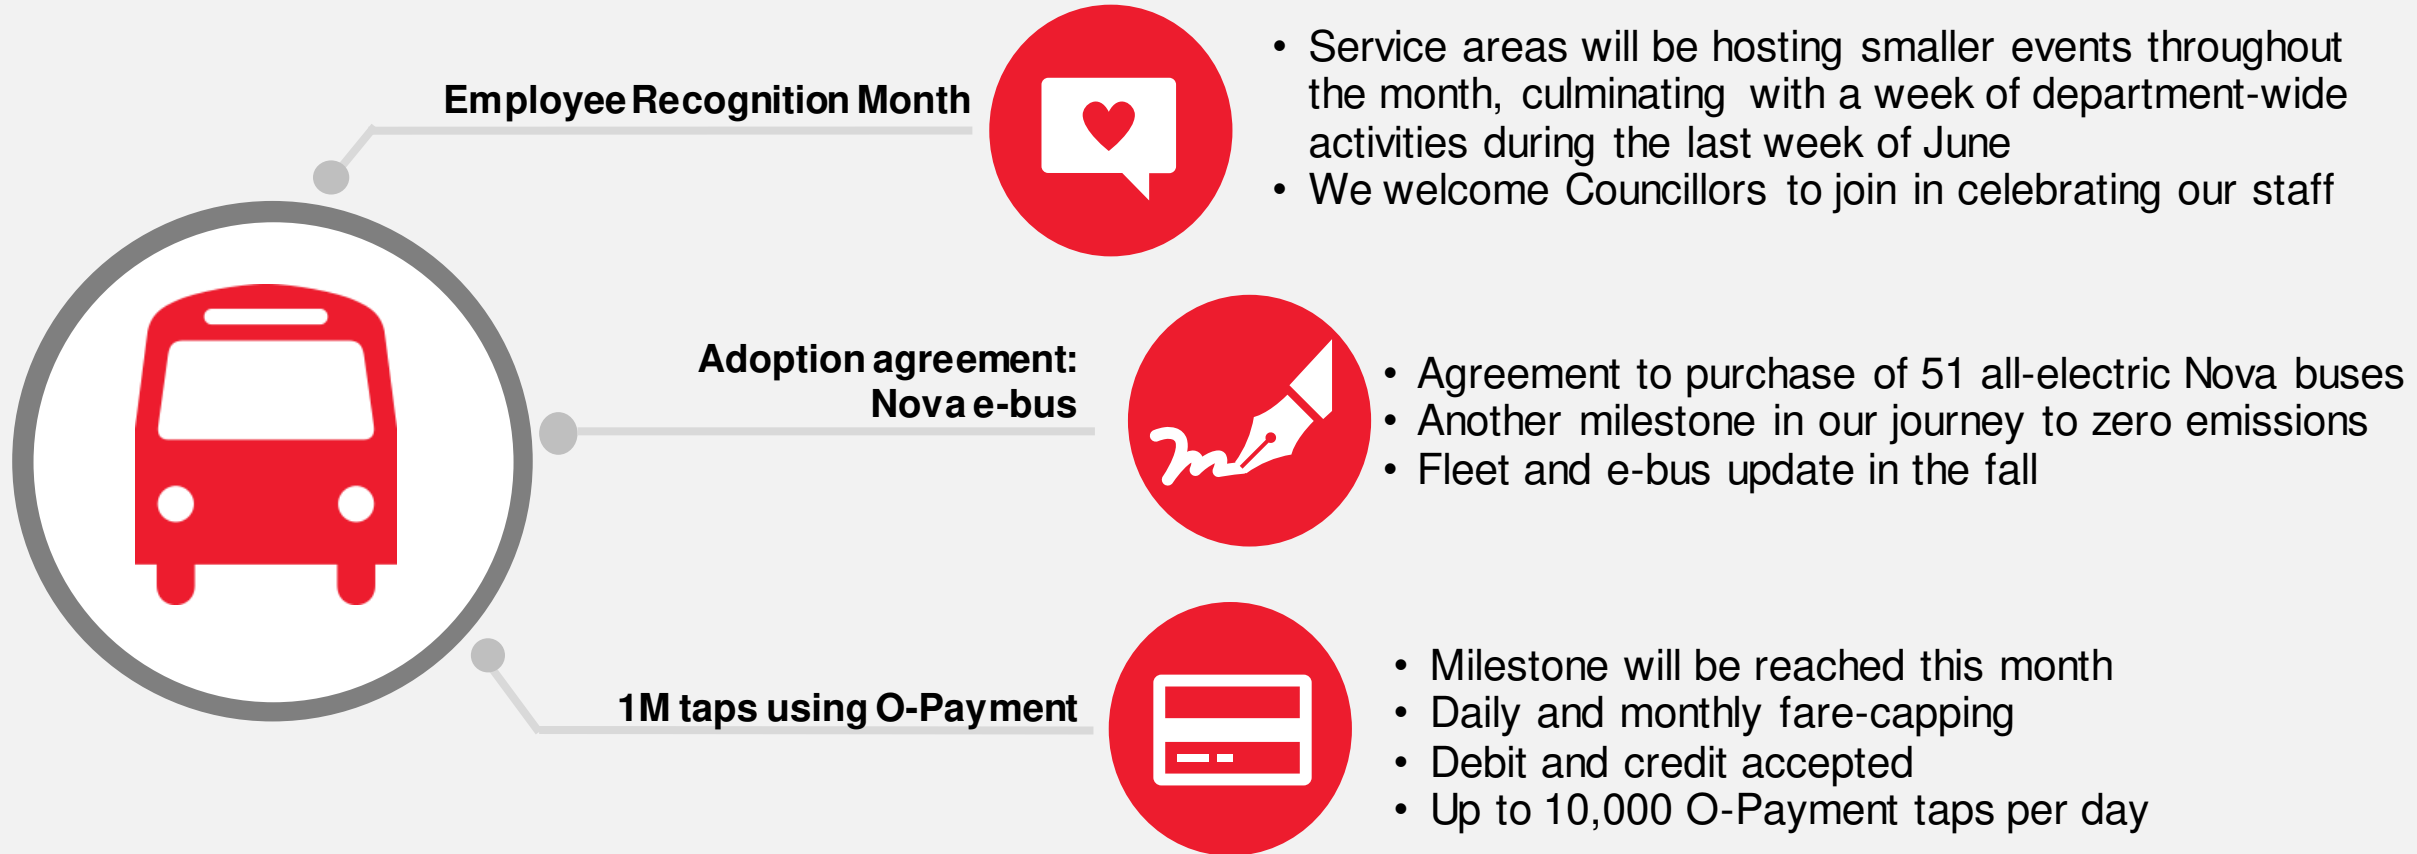 Employee Recognition Month
• Service areas will be hosting smaller events throughout
the month, culminating with a week of department-wide
activities during the last week of June
• We welcome Councillors to join in celebrating our staff
Adoption agreement:
Nova e-bus
• Agreement to purchase of 51 all-electric Nova buses
• Another milestone in our journey to zero emissions
• Fleet and e-bus update in the fall
1M taps using O-Payment
• Milestone will be reached this month
• Daily and monthly fare-capping
• Debit and credit accepted
• Up to 10,000 O-Payment taps per day